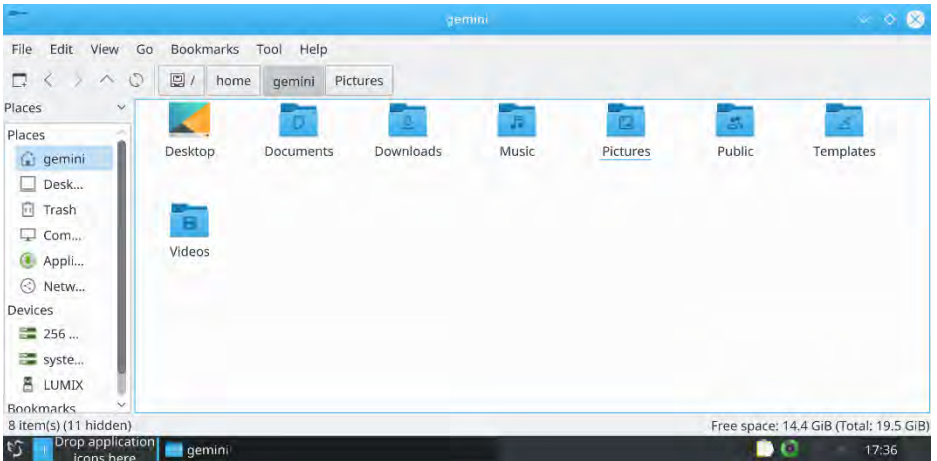 gemini
File Edit View Go Bookmarks Tool Help
/ home gemini Pictures
Places
Places
gemini
Desk...
Trash
Com...
Appli...
Netw...
Devices
256 ...
syste...
LUMIX
Bookmarks
Desktop Documents Downloads Music Pictures Public Templates
Videos
8 item(s) (11 hidden) Free space: 14.4 GiB (Total: 19.5 GiB)
Drop application
icons here
gemini
17:36